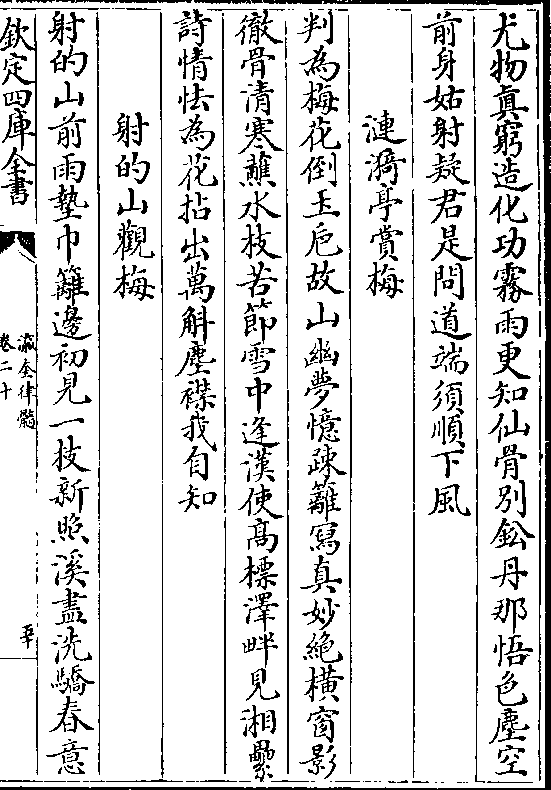 尤物真窮造化功霧雨更知仙骨别鉛丹那悟色塵空
前身姑射疑君是問道端須順下風
漣漪亭賞梅
判為梅花倒玉巵故山幽夢憶疎籬寫真妙絶横窗影
徹骨清寒蘸水枝苦節雪中逢漢使髙標澤畔見湘纍
詩情怯為花拈出萬斛塵襟我自知
射的山觀梅
射的山前雨墊巾籬邊初見一枝新照溪盡洗驕春意
欽定四庫全書
瀛奎律髓
卷二十